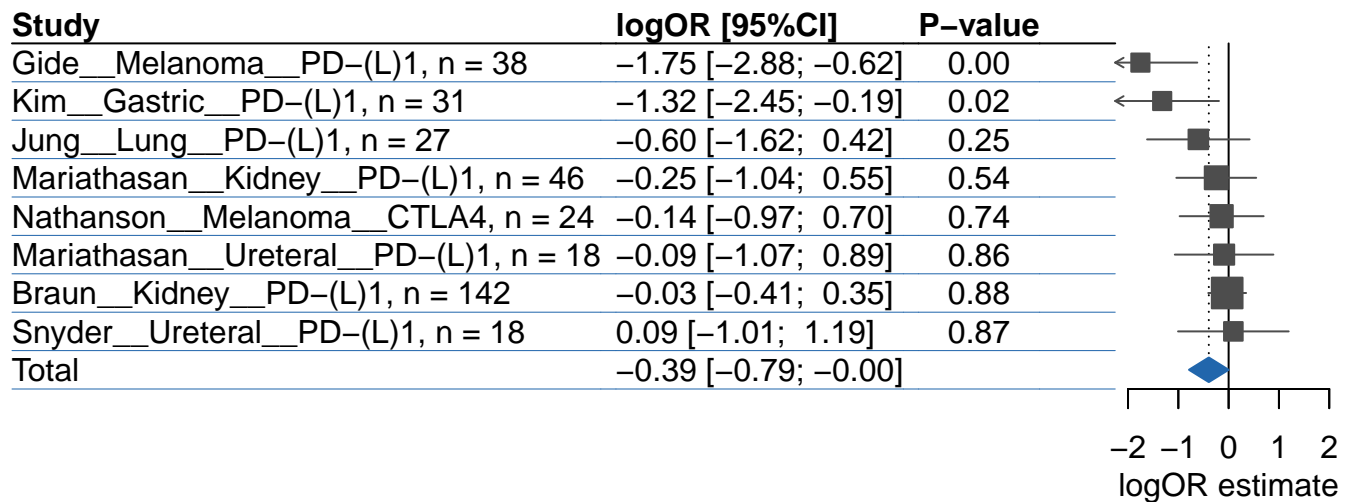 Study logOR [95%CI] P−value
Gide__Melanoma__PD−(L)1, n = 38 −1.75 [−2.88; −0.62] 0.00
Kim__Gastric__PD−(L)1, n = 31 −1.32 [−2.45; −0.19] 0.02
Jung__Lung__PD−(L)1, n = 27 −0.60 [−1.62; 0.42] 0.25
Mariathasan__Kidney__PD−(L)1, n = 46 −0.25 [−1.04; 0.55] 0.54
Nathanson__Melanoma__CTLA4, n = 24 −0.14 [−0.97; 0.70] 0.74
Mariathasan__Ureteral__PD−(L)1, n = 18 −0.09 [−1.07; 0.89] 0.86
Braun__Kidney__PD−(L)1, n = 142 −0.03 [−0.41; 0.35] 0.88
Snyder__Ureteral__PD−(L)1, n = 18 0.09 [−1.01; 1.19] 0.87
Total −0.39 [−0.79; −0.00]
−2 −1 0 1 2
logOR estimate